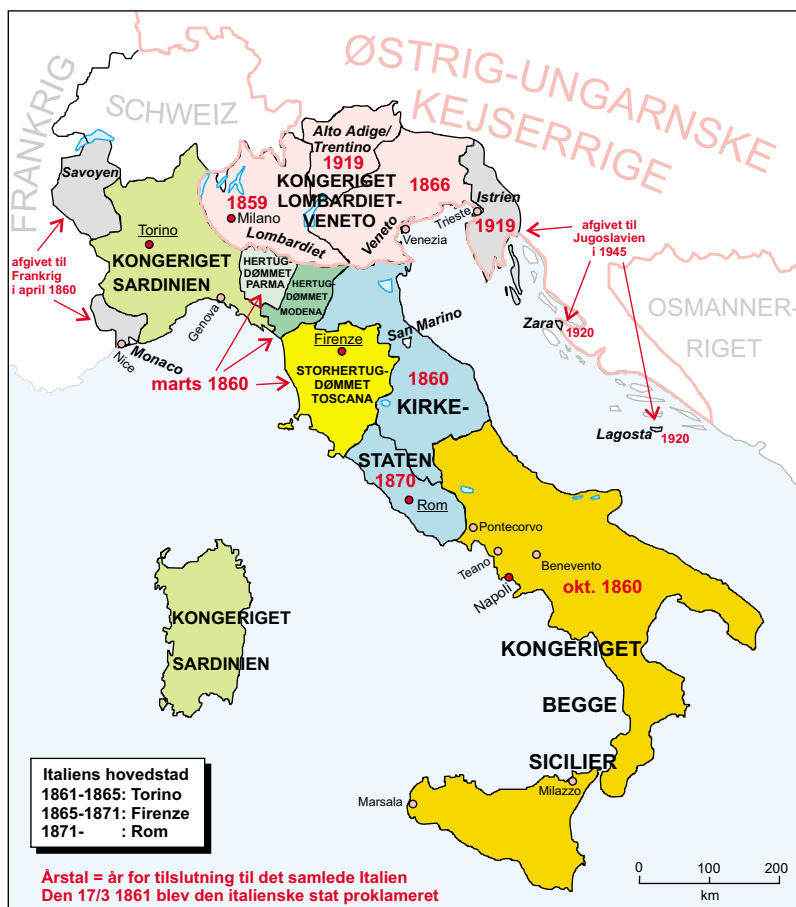 ØSTRIG-UNGARNSKE
KEJSERRIGE
FRANKRIG
SCHWEIZ
Alto Adige/
Trentino
1919
Savoyen
KONGERIGET
LOMBARDIET-
VENETO
1859
1866
Milano
Lombardiet
Veneto
Venezia
Trieste
Istrien
1919
afgivet til
Jugoslavien
i 1945
Torino
KONGERIGET
SARDINIEN
afgivet til
Frankrig
i april 1860
HERTUG-
DØMMET
PARMA
HERTUG-
DØMMET
MODENA
OSMANNER-
RIGET
Genova
Nice
Monaco
San Marino
Zara
1920
marts 1860
Firenze
STORHERTUG-
DØMMET
TOSCANA
1860
KIRKE-
STATEN
1870
Rom
Lagosta
1920
Pontecorvo
Teano
Benevento
Napoli
okt. 1860
KONGERIGET
SARDINIEN
KONGERIGET
BEGGE
SICILIER
Milazzo
Marsala
Italiens hovedstad
1861-1865: Torino
1865-1871: Firenze
1871- : Rom
Årstal = år for tilslutning til det samlede Italien
Den 17/3 1861 blev den italienske stat proklameret
0 100 200
km